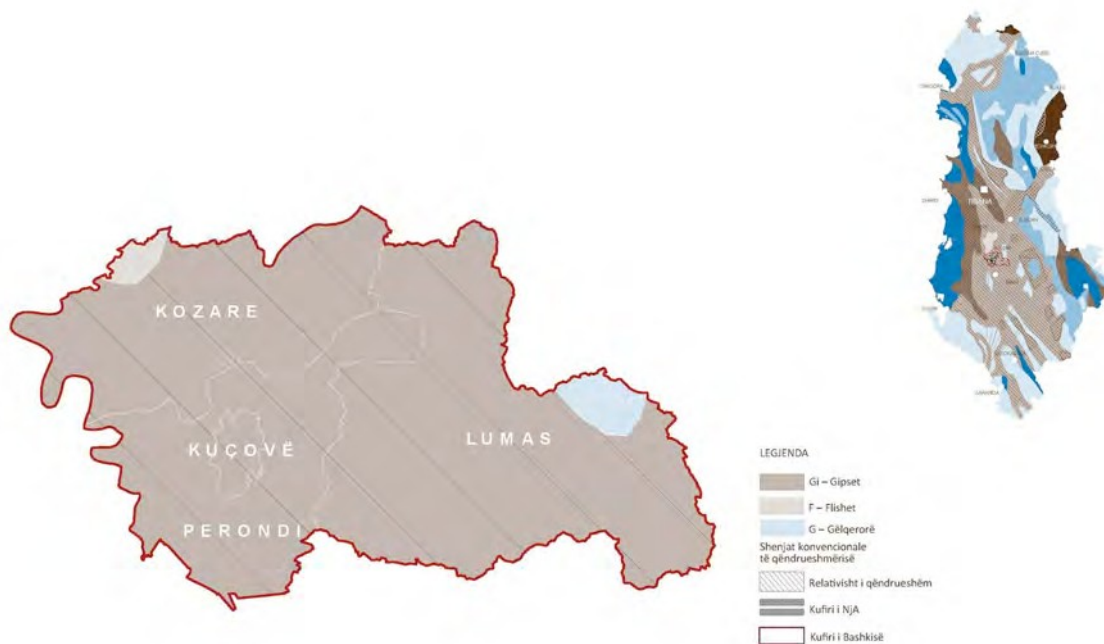 KOZARE
KUÇOVË
LUMAS
PERONDI
TIRANA
LEGJENDA
Gi – Gipset
F – Flishet
G – Gëlqerorë
Shenjat konvencionale
të qëndrueshmërisë
Relativisht i qëndrueshëm
Kufiri i NjA
Kufiri i Bashkisë